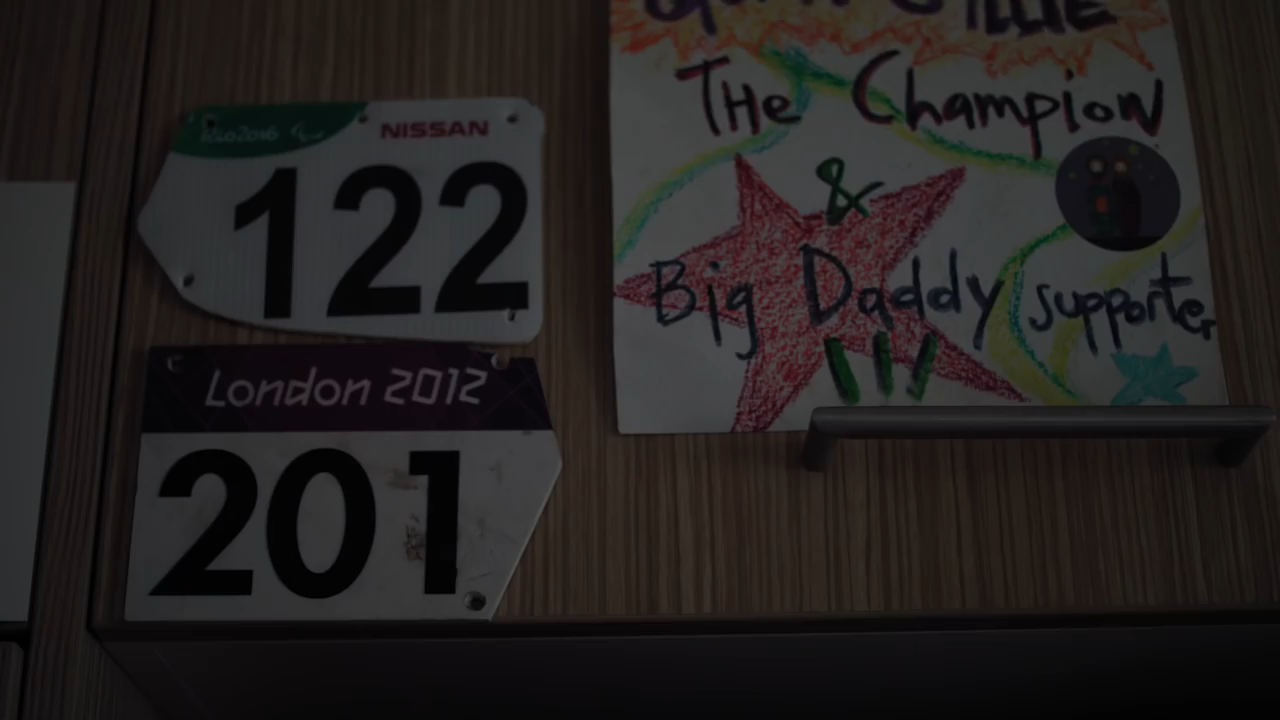 Rio2016
NISSAN
122
London 2012
201
The Champion
&
Big Daddy supporter
!!!